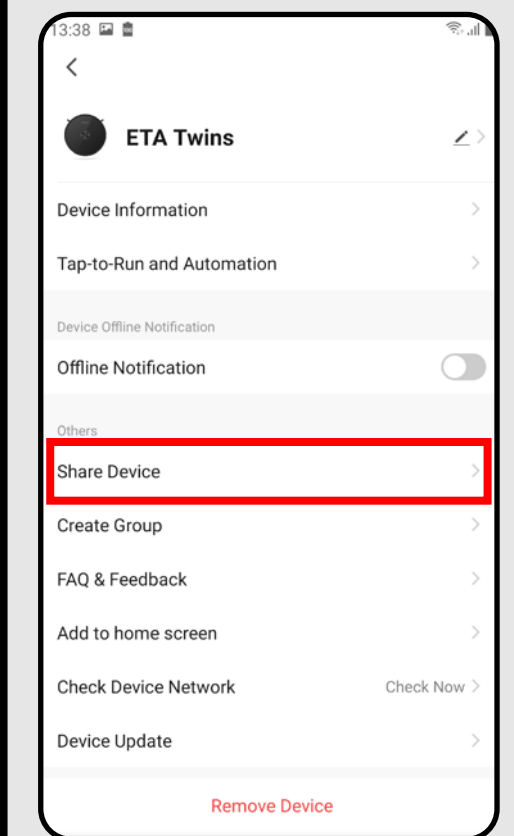 13:38
ETA Twins
Device Information
Tap-to-Run and Automation
Device Offline Notification
Offline Notification
Others
Share Device
Create Group
FAQ & Feedback
Add to home screen
Check Device Network Check Now
Device Update
Remove Device